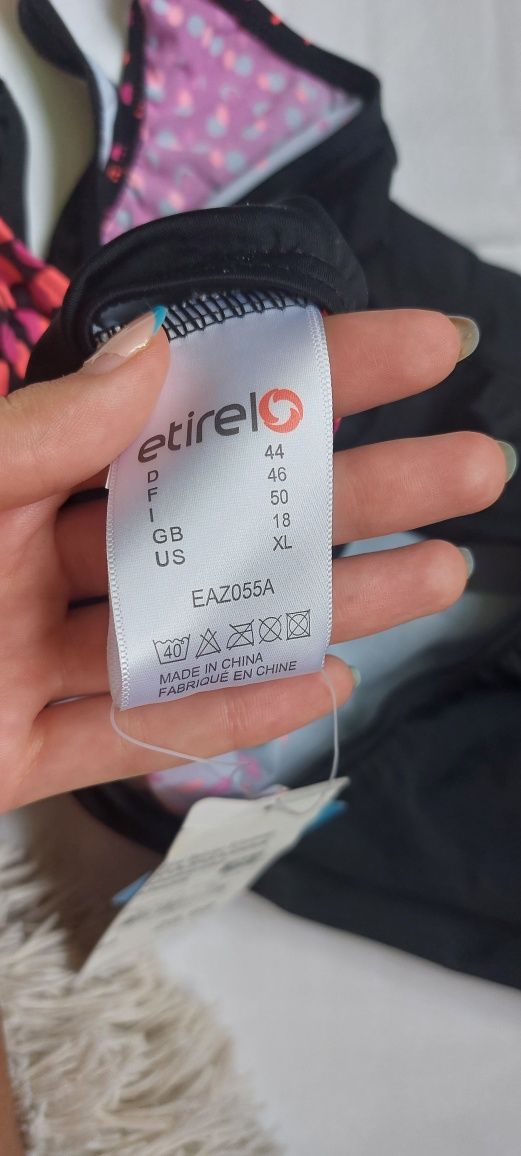 etirel
D 44
F 46
I 50
GB 18
US XL
EAZ055A
40
MADE IN CHINA
FABRIQUÉ EN CHINE